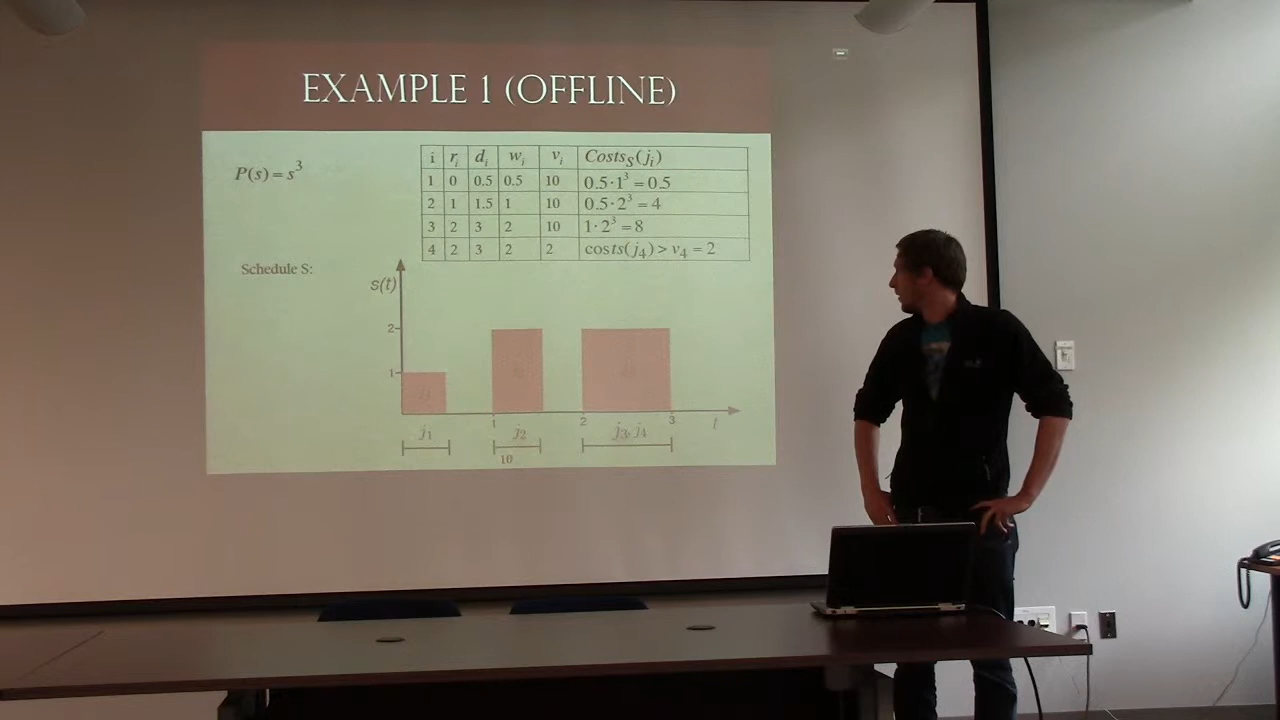 EXAMPLE 1 (OFFLINE)
P(s) = s³
i rᵢ dᵢ wᵢ vᵢ Costs_S(jᵢ)
1 0 0.5 0.5 10 0.5·1³ = 0.5
2 1 1.5 1 10 0.5·2³ = 4
3 2 3 2 10 1·2³ = 8
4 2 3 2 2 costs(j₄) > v₄ = 2
Schedule S:
s(t)
2
1
j₁ j₂ j₃
1 2 3 t
j₁ j₂ j₃, j₄
10